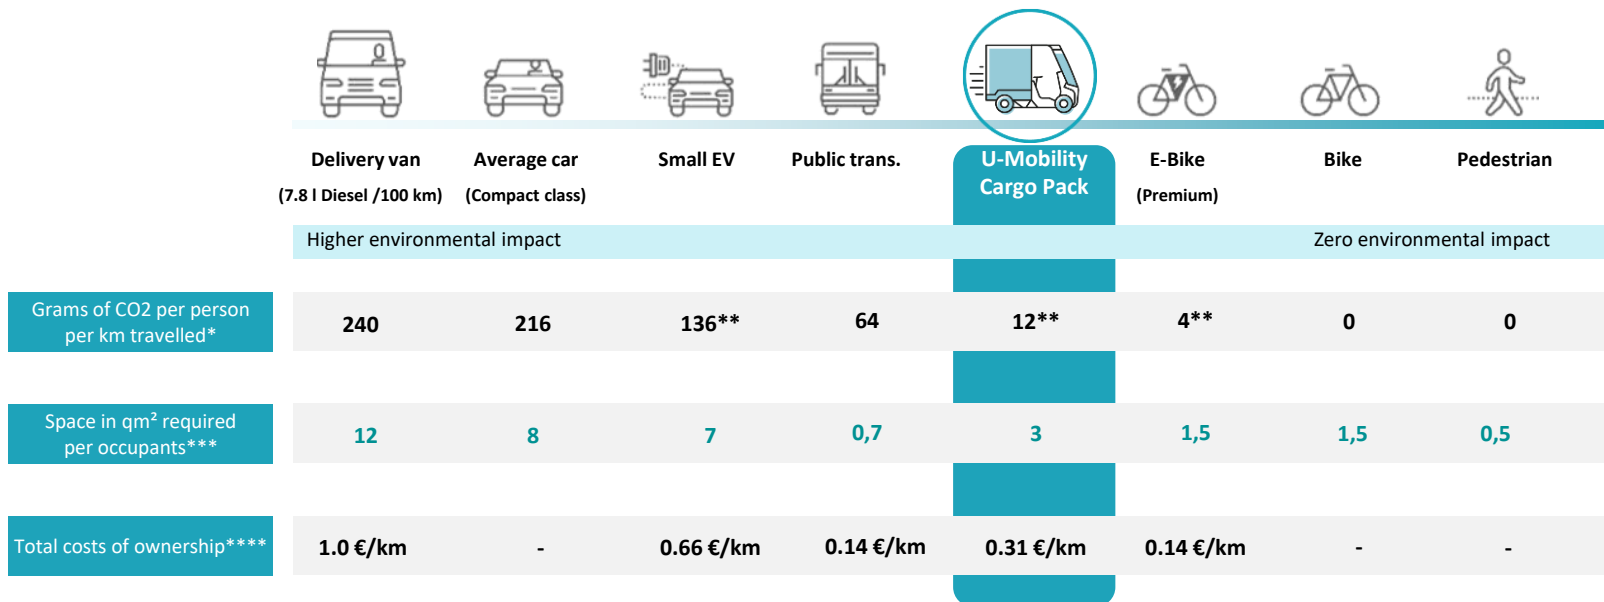 Delivery van
(7.8 l Diesel /100 km)
Average car
(Compact class)
Small EV
Public trans.
U-Mobility
Cargo Pack
E-Bike
(Premium)
Bike
Pedestrian
Higher environmental impact
Zero environmental impact
Grams of CO2 per person
per km travelled*
240
216
136**
64
12**
4**
0
0
Space in qm² required
per occupants***
12
8
7
0,7
3
1,5
1,5
0,5
Total costs of ownership****
1.0 €/km
-
0.66 €/km
0.14 €/km
0.31 €/km
0.14 €/km
-
-